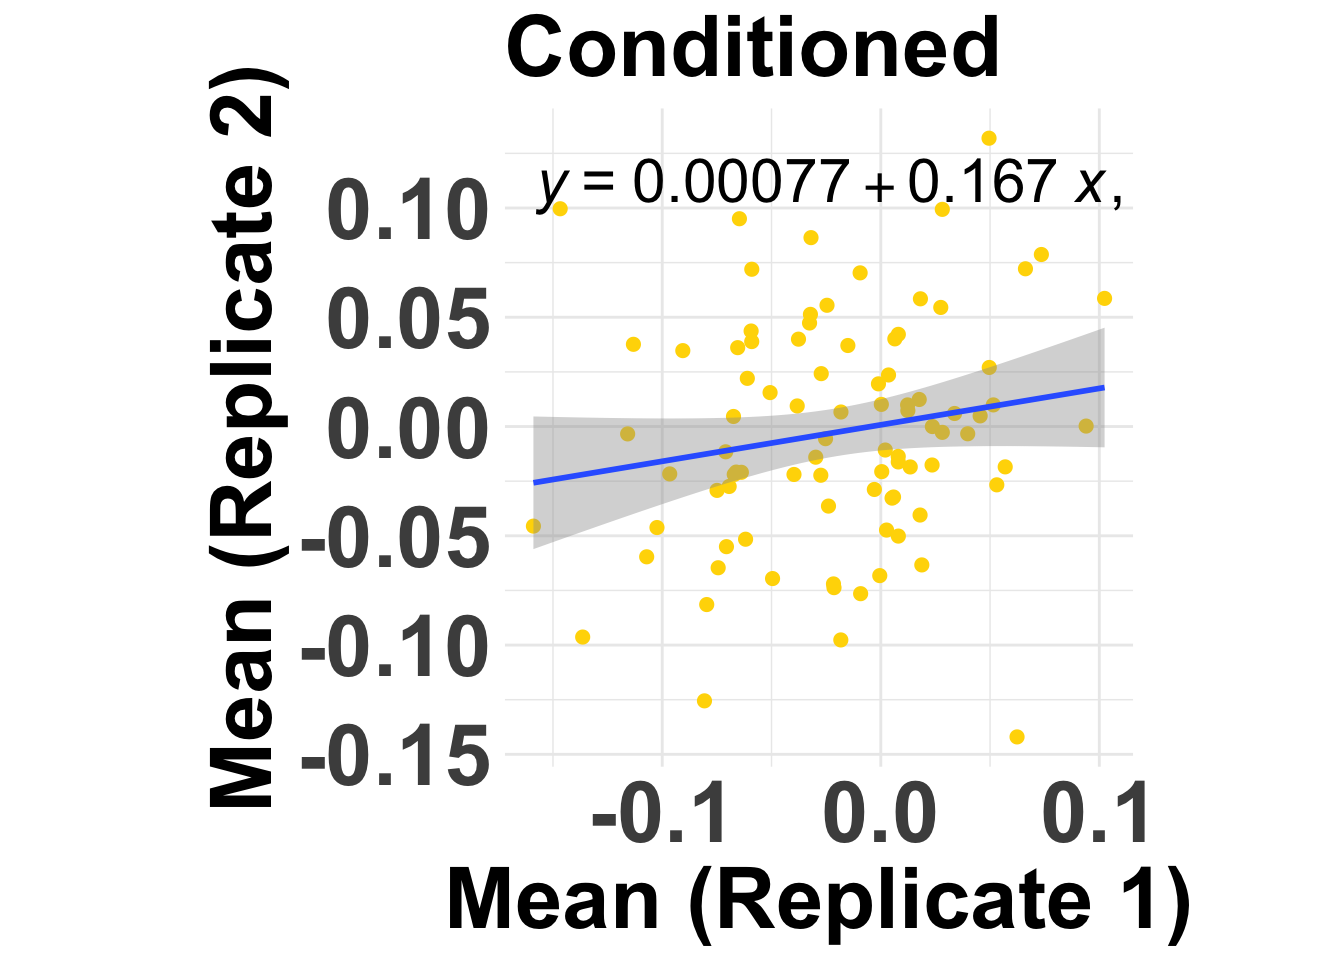 Conditioned
y = 0.00077 + 0.167 x,
Mean (Replicate 2)
0.10
0.05
0.00
-0.05
-0.10
-0.15
-0.1 0.0 0.1
Mean (Replicate 1)